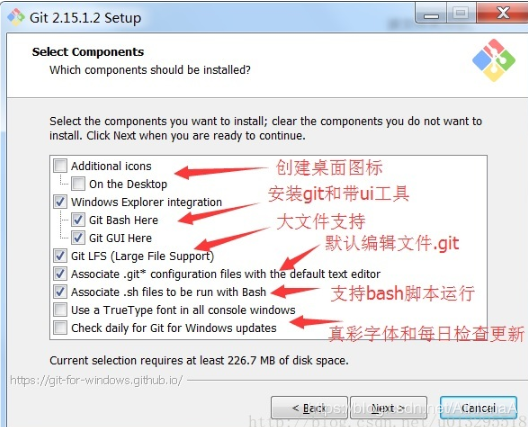 Git 2.15.1.2 Setup
Select Components
Which components should be installed?
Select the components you want to install; clear the components you do not want to
install. Click Next when you are ready to continue.
Additional icons
创建桌面图标
On the Desktop
Windows Explorer integration
安装git和带ui工具
Git Bash Here
Git GUI Here
大文件支持
Git LFS (Large File Support)
默认编辑文件.git
Associate .git* configuration files with the default text editor
Associate .sh files to be run with Bash
支持bash脚本运行
Use a TrueType font in all console windows
Check daily for Git for Windows updates
真彩字体和每日检查更新
Current selection requires at least 226.7 MB of disk space.
https://git-for-windows.github.io/
< Back
Next >
Cancel